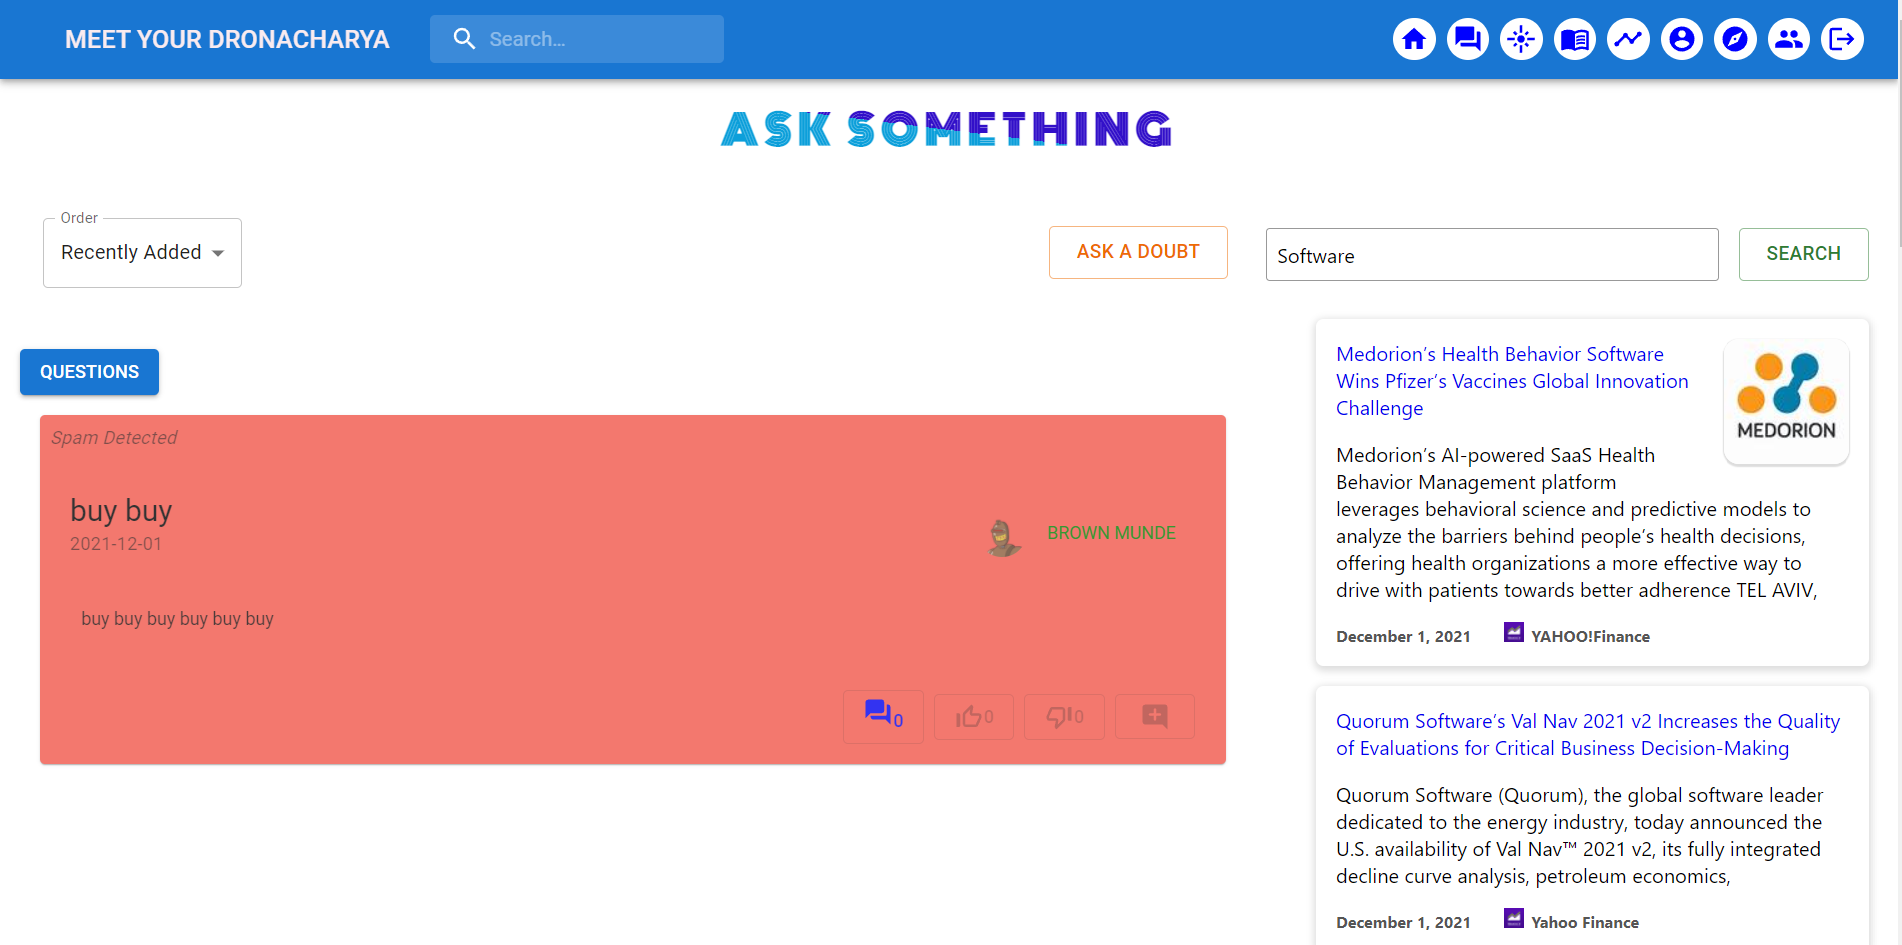 MEET YOUR DRONACHARYA
Search...
ASK SOMETHING
Order
Recently Added
ASK A DOUBT
Software
SEARCH
QUESTIONS
Spam Detected
buy buy
2021-12-01
BROWN MUNDE
buy buy buy buy buy buy
0
0
0
Medorion’s Health Behavior Software
Wins Pfizer’s Vaccines Global Innovation
Challenge
MEDORION
Medorion’s AI-powered SaaS Health
Behavior Management platform
leverages behavioral science and predictive models to
analyze the barriers behind people’s health decisions,
offering health organizations a more effective way to
drive with patients towards better adherence TEL AVIV,
December 1, 2021
YAHOO!Finance
Quorum Software’s Val Nav 2021 v2 Increases the Quality
of Evaluations for Critical Business Decision-Making
Quorum Software (Quorum), the global software leader
dedicated to the energy industry, today announced the
U.S. availability of Val Nav™ 2021 v2, its fully integrated
decline curve analysis, petroleum economics,
December 1, 2021
Yahoo Finance